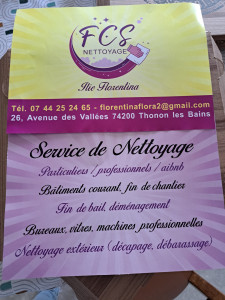 FCS
NETTOYAGE
Ilie Florentina
Tél. 07 44 25 24 65 - florentinaflora2@gmail.com
26, Avenue des Vallées 74200 Thonon les Bains
Service de Nettoyage
Particuliers / professionnels / aibnb
Bâtiments courant, fin de chantier
Fin de bail, déménagement
Bureaux, vitres, machines professionnelles
Nettoyage extérieur (décapage, débarassage)